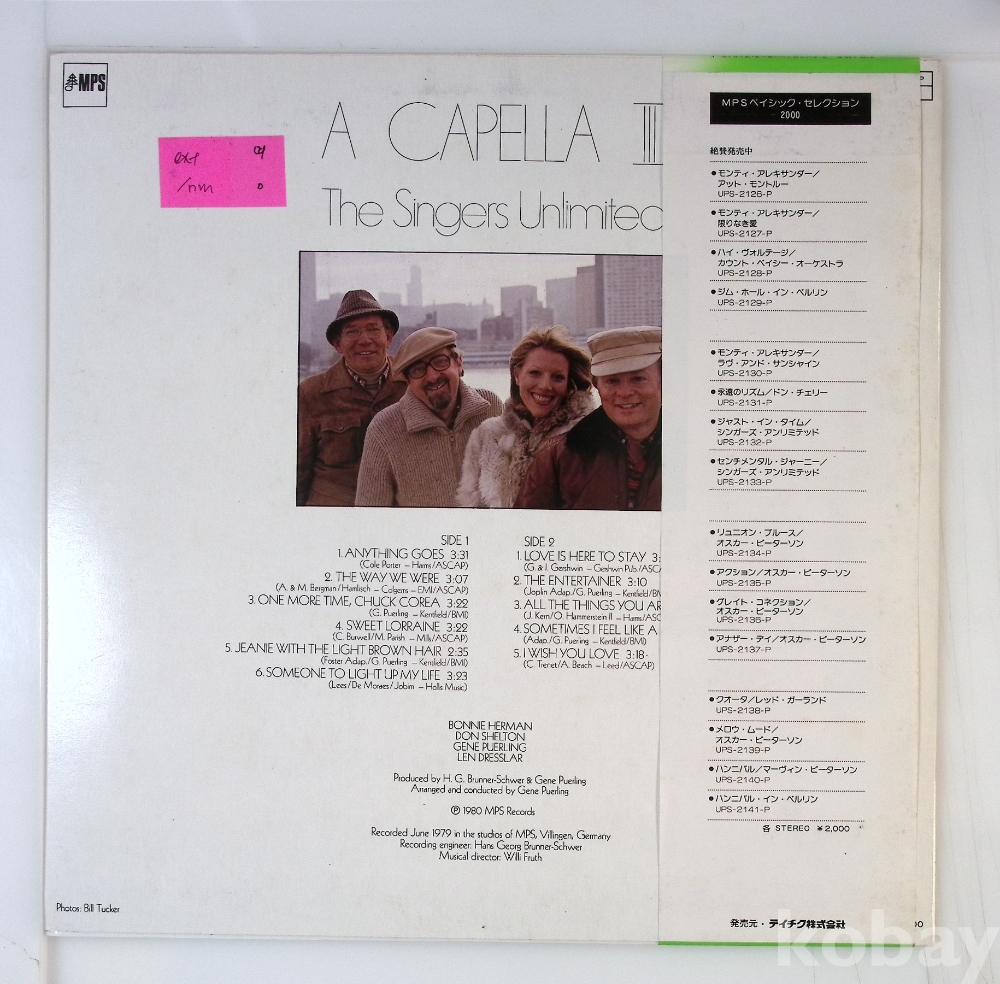 MPS
A CAPELLA III
The Singers Unlimited
SIDE 1
1. ANYTHING GOES 3:31
(Cole Porter – Harms/ASCAP)
2. THE WAY WE WERE 3:07
(A. & M. Bergman/Hamlisch – Colgems – EMI/ASCAP)
3. ONE MORE TIME, CHUCK COREA 3:22
(G. Puerling – Kentfield/BMI)
4. SWEET LORRAINE 3:22
(C. Burwell/M. Parish – Mills/ASCAP)
5. JEANIE WITH THE LIGHT BROWN HAIR 2:35
(Foster Adap./G. Puerling – Kentfield/BMI)
6. SOMEONE TO LIGHT UP MY LIFE 3:23
(Lees/De Moraes/Jobim – Hollis Music)
SIDE 2
1. LOVE IS HERE TO STAY 3:
(G. & I. Gershwin – Gershwin Pub./ASC
2. THE ENTERTAINER 3:10
(Joplin Adap./G. Puerling – Kentfield/BM
3. ALL THE THINGS YOU AR
(J. Kern/O. Hammerstein II – Harms/ASC
4. SOMETIMES I FEEL LIKE A
(Adap./G. Puerling – Kentfield/BMI)
5. I WISH YOU LOVE 3:18
(C. Trenet/A. Beach – Leed/ASCAP)
BONNIE HERMAN
DON SHELTON
GENE PUERLING
LEN DRESSLAR
Produced by H. G. Brunner-Schwer & Gene Puerling
Arranged and conducted by Gene Puerling
℗ 1980 MPS Records
Recorded June 1979 in the studios of MPS, Villingen, Germany
Recording engineer: Hans Georg Brunner-Schwer
Musical director: Willi Fruth
Photos: Bill Tucker
MPSベイシック・セレクション
2000
絶賛発売中
●モンティ・アレキサンダー/
アット・モントルー
UPS-2126-P
●モンティ・アレキサンダー/
限りなき愛
UPS-2127-P
●ハイ・ヴォルテージ/
カウント・ベイシー・オーケストラ
UPS-2128-P
●ジム・ホール・イン・ベルリン
UPS-2129-P
●モンティ・アレキサンダー/
ラヴ・アンド・サンシャイン
UPS-2130-P
●永遠のリズム/ドン・チェリー
UPS-2131-P
●ジャスト・イン・タイム/
シンガーズ・アンリミテッド
UPS-2132-P
●センチメンタル・ジャーニー/
シンガーズ・アンリミテッド
UPS-2133-P
●リュニオン・ブルース/
オスカー・ピーターソン
UPS-2134-P
●アクション/オスカー・ピーターソン
UPS-2135-P
●グレイト・コネクション/
オスカー・ピーターソン
UPS-2136-P
●アナザー・デイ/オスカー・ピーターソン
UPS-2137-P
●クオータ/レッド・ガーランド
UPS-2138-P
●メロウ・ムード/
オスカー・ピーターソン
UPS-2139-P
●ハンニバル/マーヴィン・ピーターソン
UPS-2140-P
●ハンニバル・イン・ベルリン
UPS-2141-P
各 STEREO ¥2,000
発売元・テイチク株式会社
kobay